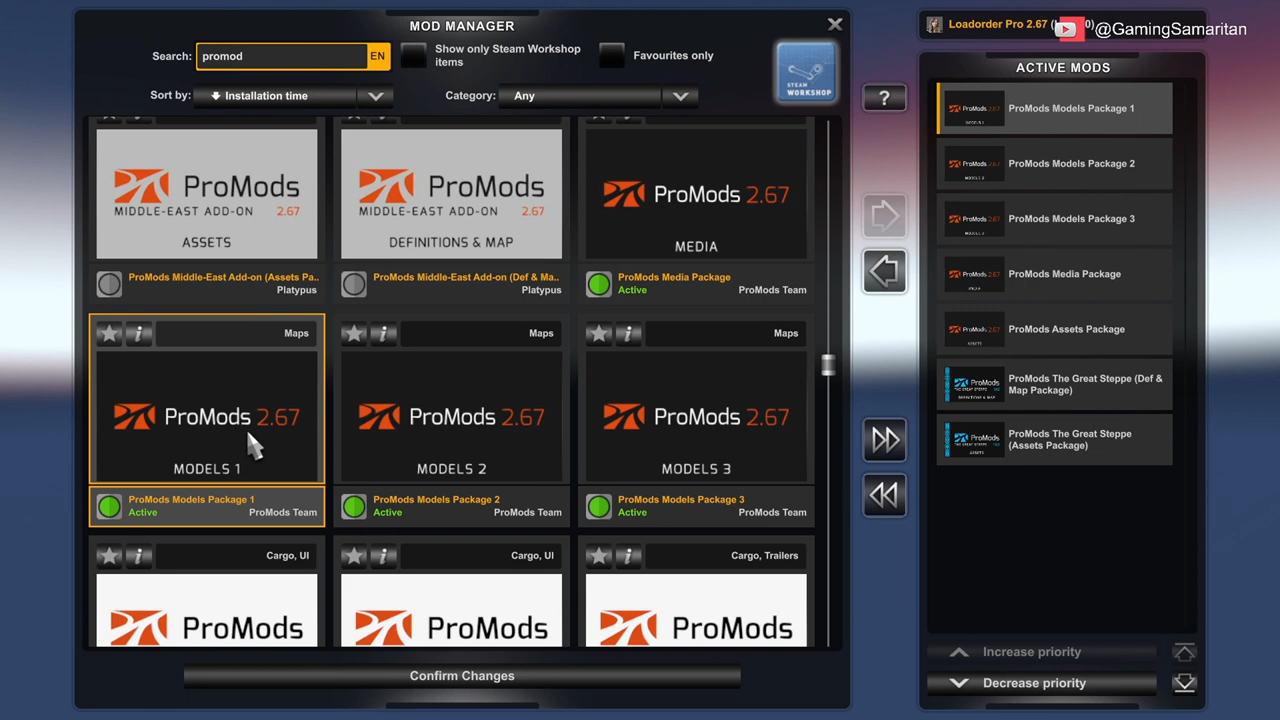 MOD MANAGER
Search: promod EN
Show only Steam Workshop
items
Favourites only
STEAM
WORKSHOP
Sort by: Installation time
Category: Any
ProMods
MIDDLE-EAST ADD-ON 2.67
ASSETS
ProMods Middle-East Add-on (Assets Pa..
Platypus
ProMods
MIDDLE-EAST ADD-ON 2.67
DEFINITIONS & MAP
ProMods Middle-East Add-on (Def & Ma..
Platypus
ProMods 2.67
MEDIA
ProMods Media Package
Active ProMods Team
Maps
ProMods 2.67
MODELS 1
ProMods Models Package 1
Active ProMods Team
Maps
ProMods 2.67
MODELS 2
ProMods Models Package 2
Active ProMods Team
Maps
ProMods 2.67
MODELS 3
ProMods Models Package 3
Active ProMods Team
Cargo, UI
ProMods
Cargo, UI
ProMods
Cargo, Trailers
ProMods
Confirm Changes
?
Loadorder Pro 2.67
@GamingSamaritan
ACTIVE MODS
ProMods Models Package 1
ProMods Models Package 2
ProMods Models Package 3
ProMods Media Package
ProMods Assets Package
ProMods The Great Steppe (Def &
Map Package)
ProMods The Great Steppe
(Assets Package)
Increase priority
Decrease priority